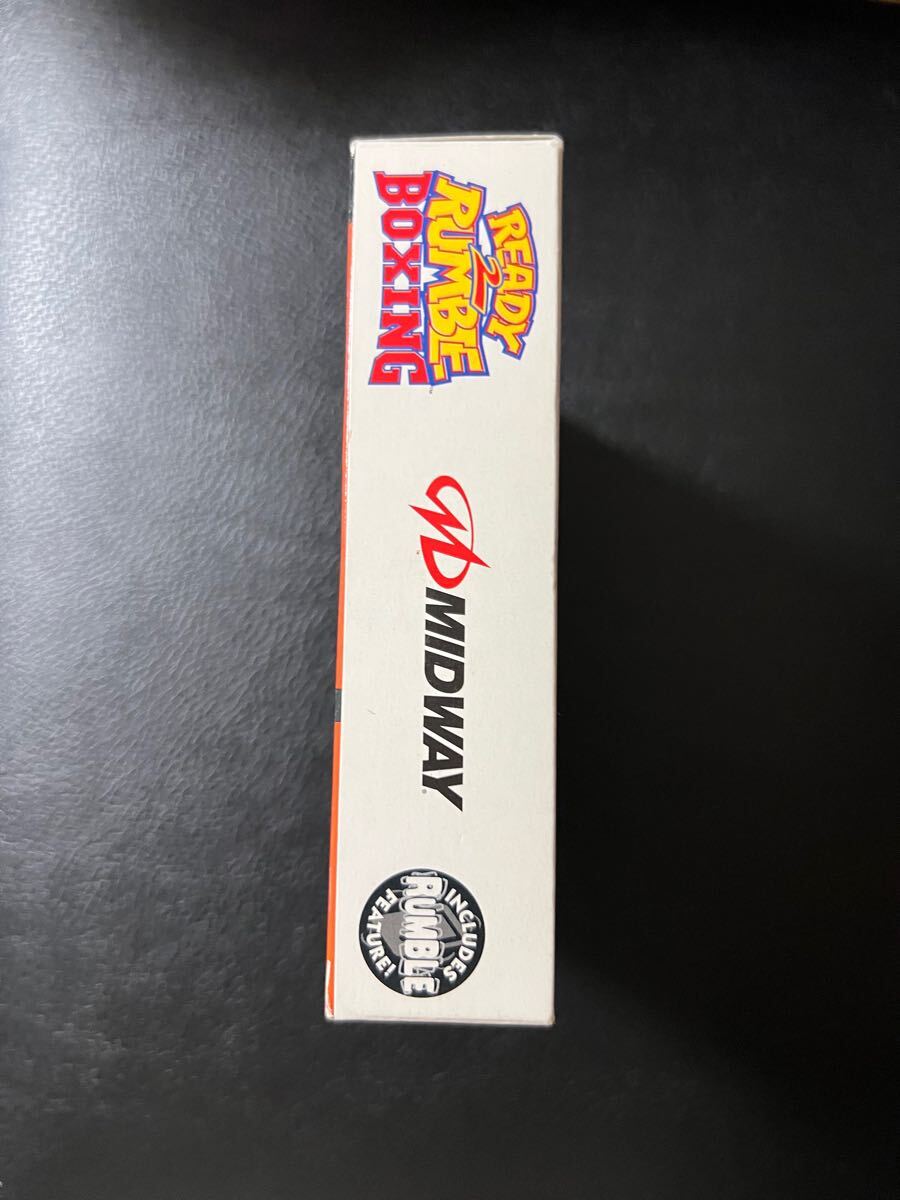 READY
2
RUMBLE
BOXING
MIDWAY
INCLUDES
RUMBLE
FEATURE!